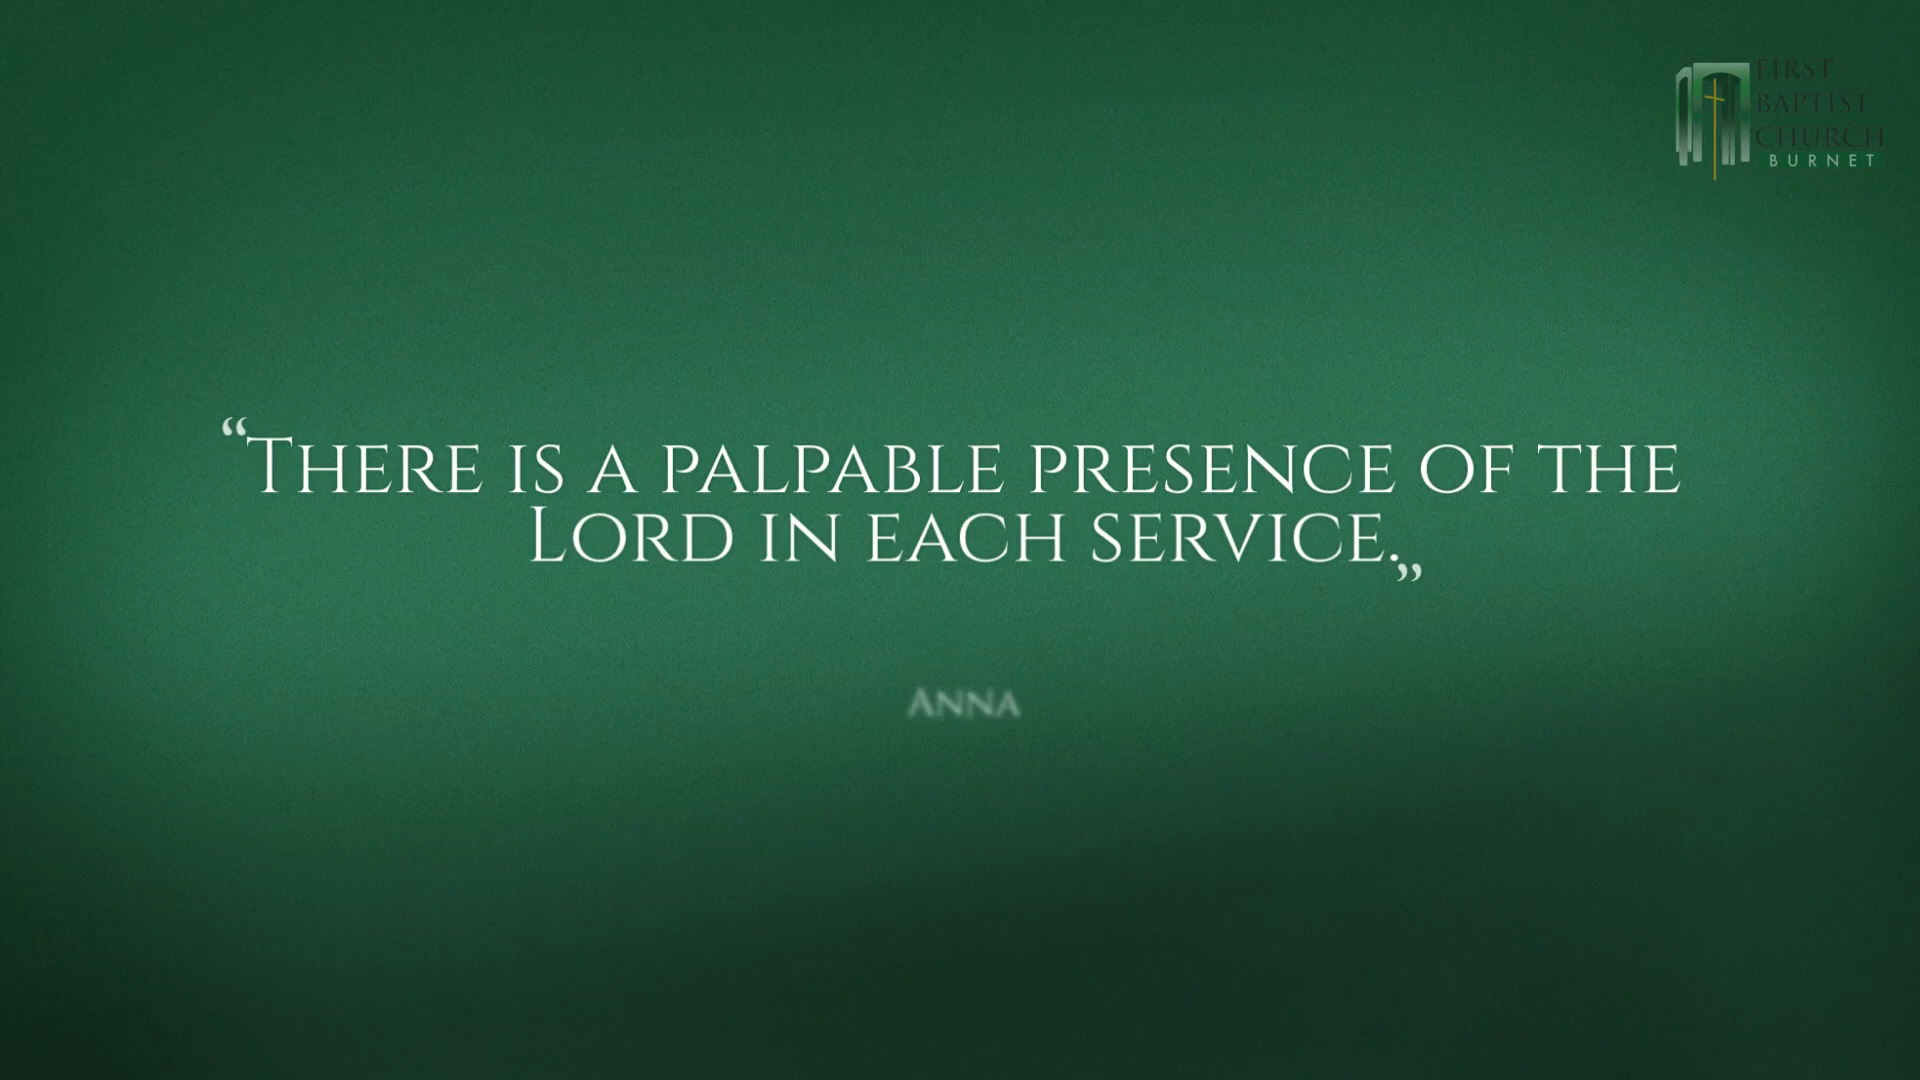 FIRST
BAPTIST
CHURCH
BURNET
“There is a palpable presence of the
Lord in each service.”
Anna